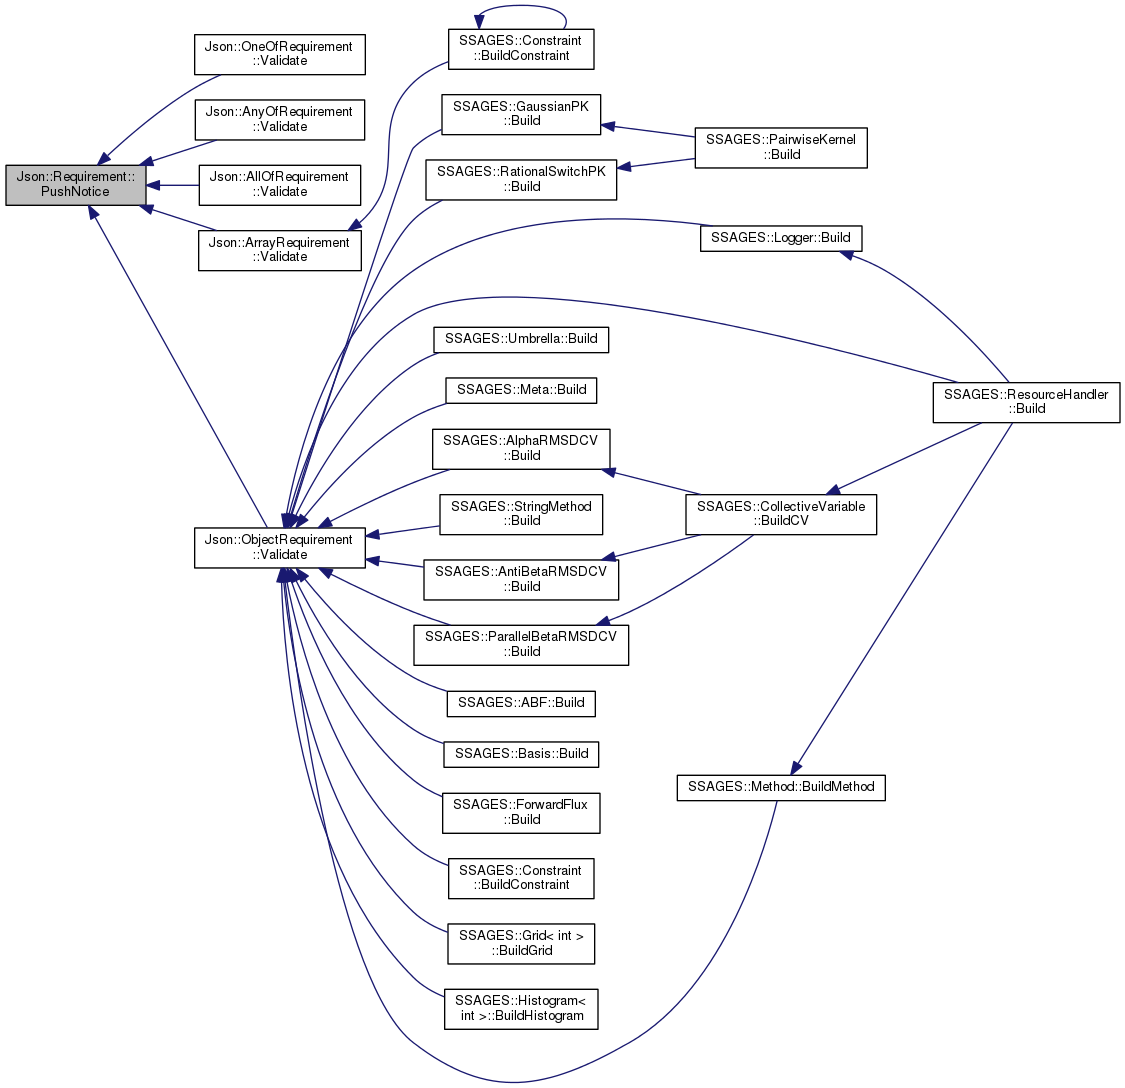 Json::Requirement::
PushNotice
Json::OneOfRequirement
::Validate
Json::AnyOfRequirement
::Validate
Json::AllOfRequirement
::Validate
Json::ArrayRequirement
::Validate
Json::ObjectRequirement
::Validate
SSAGES::Constraint
::BuildConstraint
SSAGES::GaussianPK
::Build
SSAGES::RationalSwitchPK
::Build
SSAGES::PairwiseKernel
::Build
SSAGES::Logger::Build
SSAGES::Umbrella::Build
SSAGES::Meta::Build
SSAGES::AlphaRMSDCV
::Build
SSAGES::StringMethod
::Build
SSAGES::AntiBetaRMSDCV
::Build
SSAGES::ParallelBetaRMSDCV
::Build
SSAGES::ABF::Build
SSAGES::Basis::Build
SSAGES::ForwardFlux
::Build
SSAGES::Constraint
::BuildConstraint
SSAGES::Grid< int >
::BuildGrid
SSAGES::Histogram<
int >::BuildHistogram
SSAGES::CollectiveVariable
::BuildCV
SSAGES::Method::BuildMethod
SSAGES::ResourceHandler
::Build